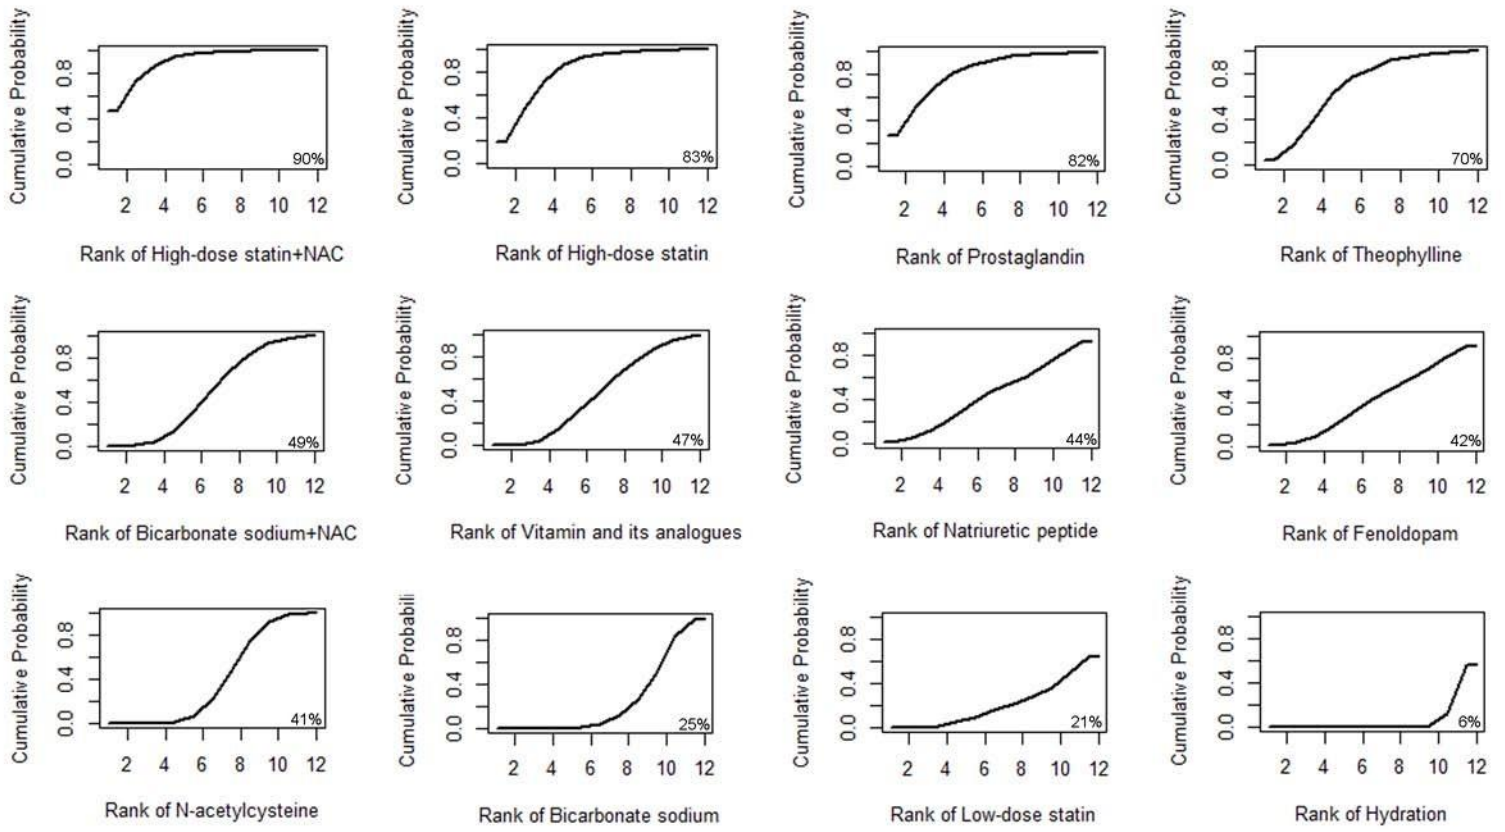 Cumulative Probability
0.0 0.4 0.8
90%
2 4 6 8 10 12
Rank of High-dose statin+NAC
Cumulative Probability
0.0 0.4 0.8
83%
2 4 6 8 10 12
Rank of High-dose statin
Cumulative Probability
0.0 0.4 0.8
82%
2 4 6 8 10 12
Rank of Prostaglandin
Cumulative Probability
0.0 0.4 0.8
70%
2 4 6 8 10 12
Rank of Theophylline
Cumulative Probability
0.0 0.4 0.8
49%
2 4 6 8 10 12
Rank of Bicarbonate sodium+NAC
Cumulative Probability
0.0 0.4 0.8
47%
2 4 6 8 10 12
Rank of Vitamin and its analogues
Cumulative Probability
0.0 0.4 0.8
44%
2 4 6 8 10 12
Rank of Natriuretic peptide
Cumulative Probability
0.0 0.4 0.8
42%
2 4 6 8 10 12
Rank of Fenoldopam
Cumulative Probability
0.0 0.4 0.8
41%
2 4 6 8 10 12
Rank of N-acetylcysteine
Cumulative Probabili
0.0 0.4 0.8
25%
2 4 6 8 10 12
Rank of Bicarbonate sodium
Cumulative Probability
0.0 0.4 0.8
21%
2 4 6 8 10 12
Rank of Low-dose statin
Cumulative Probability
0.0 0.4 0.8
6%
2 4 6 8 10 12
Rank of Hydration